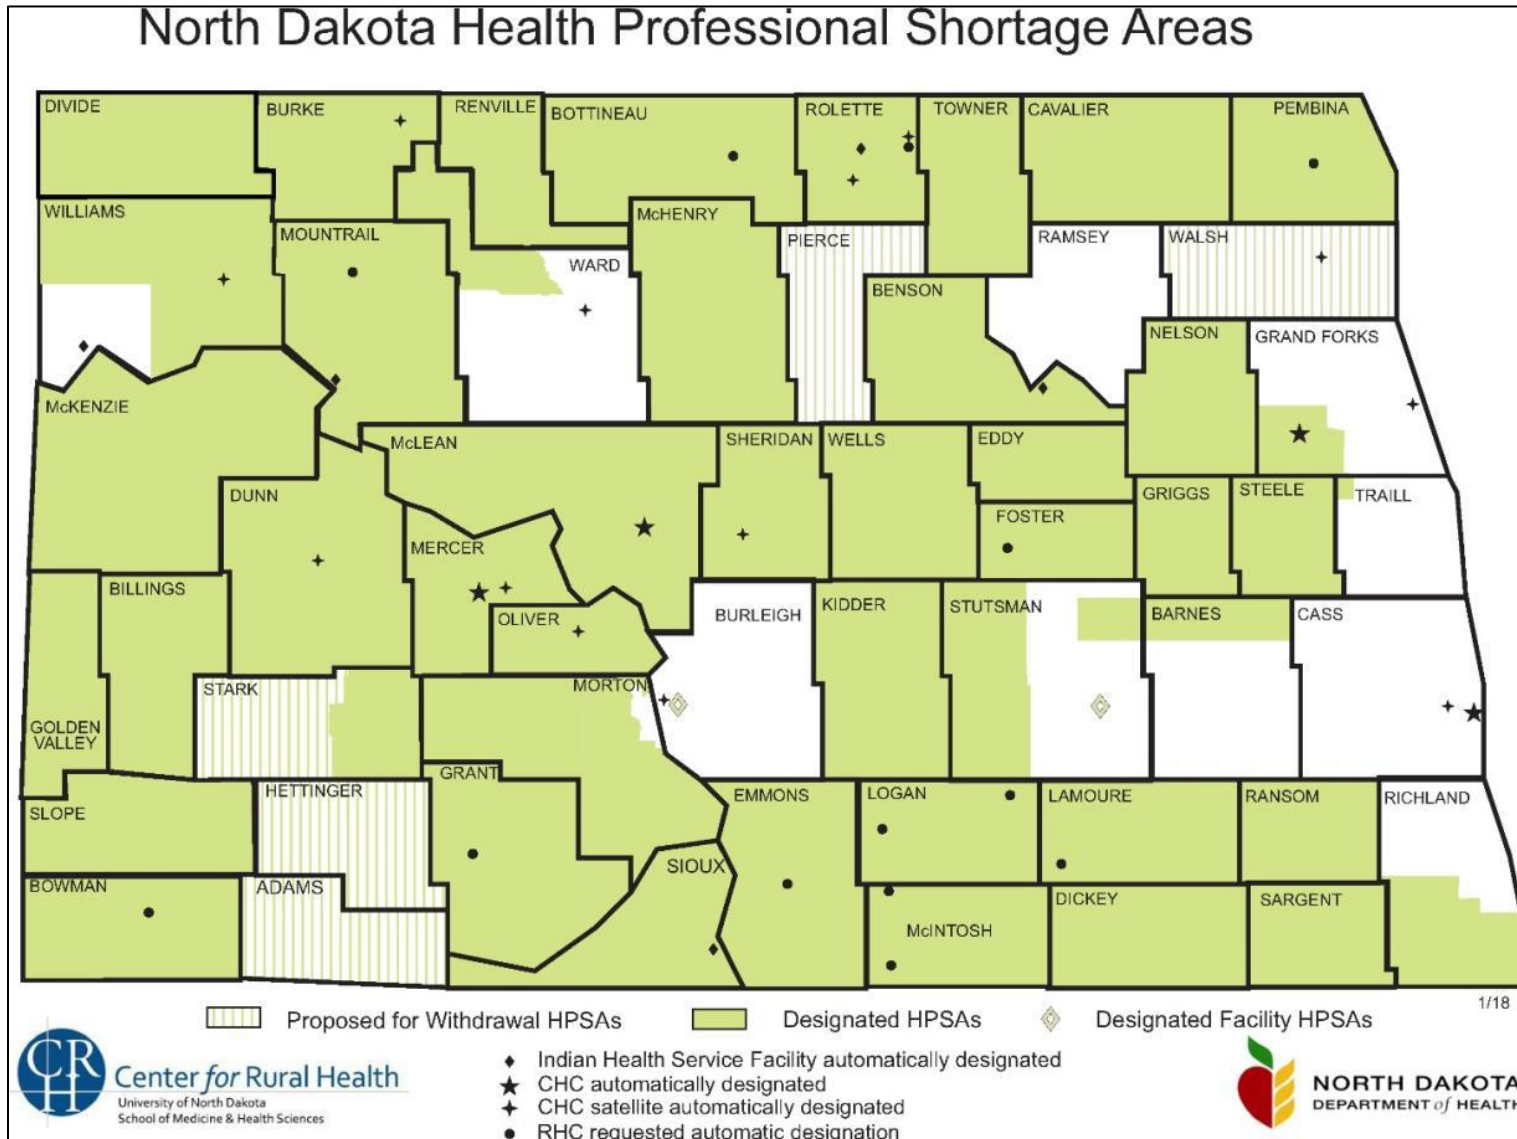 North Dakota Health Professional Shortage Areas
DIVIDE
BURKE
RENVILLE
BOTTINEAU
ROLETTE
TOWNER
CAVALIER
PEMBINA
WILLIAMS
MOUNTRAIL
WARD
McHENRY
PIERCE
RAMSEY
WALSH
BENSON
NELSON
GRAND FORKS
McKENZIE
McLEAN
SHERIDAN
WELLS
EDDY
DUNN
MERCER
FOSTER
GRIGGS
STEELE
TRAILL
BILLINGS
OLIVER
BURLEIGH
KIDDER
STUTSMAN
BARNES
CASS
GOLDEN
VALLEY
STARK
MORTON
HETTINGER
GRANT
EMMONS
LOGAN
LAMOURE
RANSOM
RICHLAND
SLOPE
SIOUX
BOWMAN
ADAMS
McINTOSH
DICKEY
SARGENT
1/18
Proposed for Withdrawal HPSAs
Designated HPSAs
Designated Facility HPSAs
Indian Health Service Facility automatically designated
CHC automatically designated
CHC satellite automatically designated
RHC requested automatic designation
CRH
Center for Rural Health
University of North Dakota
School of Medicine & Health Sciences
NORTH DAKOTA
DEPARTMENT of HEALTH